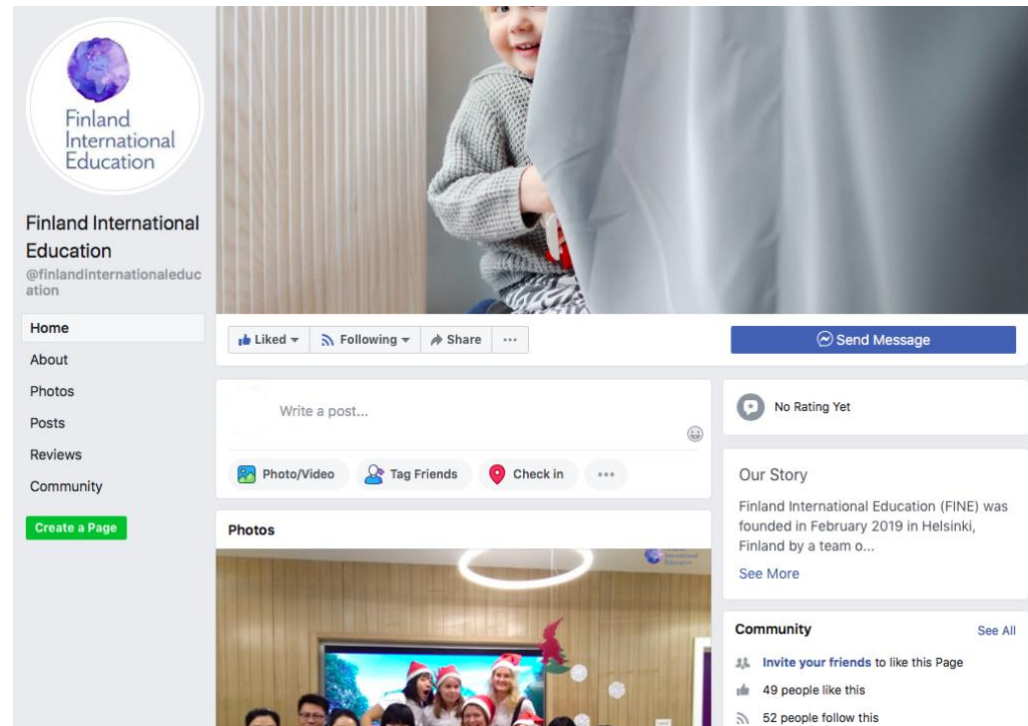 Finland
International
Education
Finland International
Education
@finlandinternationaleduc
ation
Home
About
Photos
Posts
Reviews
Community
Create a Page
Liked
Following
Share
...
Send Message
Write a post...
Photo/Video
Tag Friends
Check in
...
Photos
International
Education
No Rating Yet
Our Story
Finland International Education (FINE) was
founded in February 2019 in Helsinki,
Finland by a team o...
See More
Community
See All
Invite your friends to like this Page
49 people like this
52 people follow this